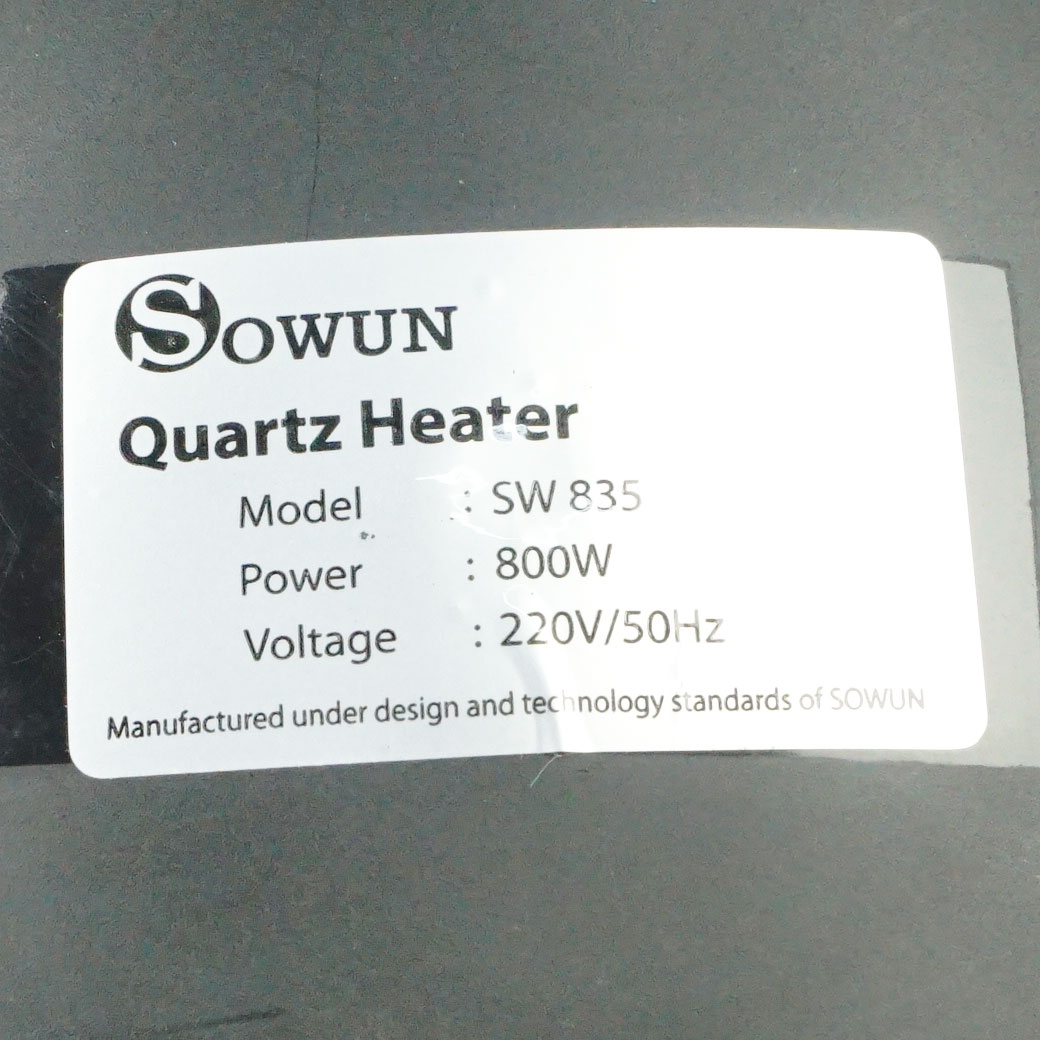 SOWUN
Quartz Heater
Model : SW 835
Power : 800W
Voltage : 220V/50Hz
Manufactured under design and technology standards of SOWUN